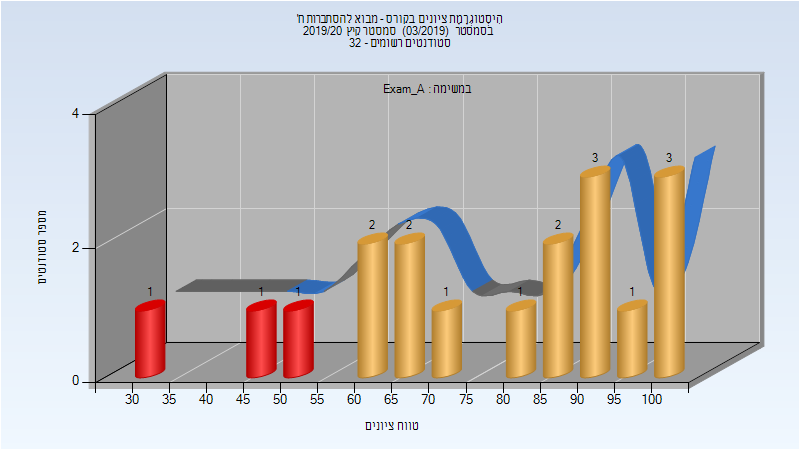 היסטוגרמת ציונים בקורס - מבוא להסתברות ח'
בסמסטר (03/2019) סמסטר קיץ 2019/20
סטודנטים רשומים - 32
במשימה : Exam_A
מספר סטודנטים
4
2
0
1
1
1
2
2
1
1
2
3
1
3
30 35 40 45 50 55 60 65 70 75 80 85 90 95 100
טווח ציונים